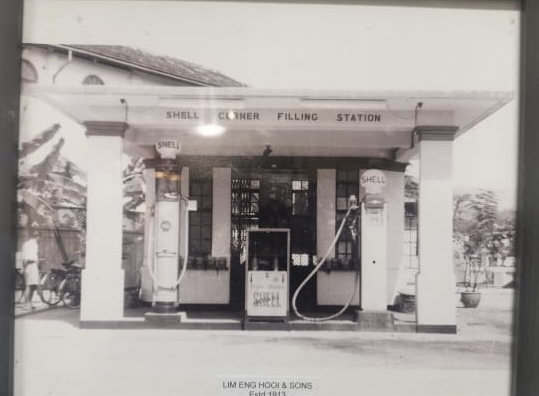 SHELL CORNER FILLING STATION
SHELL
SHELL
SHELL
LIM ENG HOOI & SONS
Estd 1913